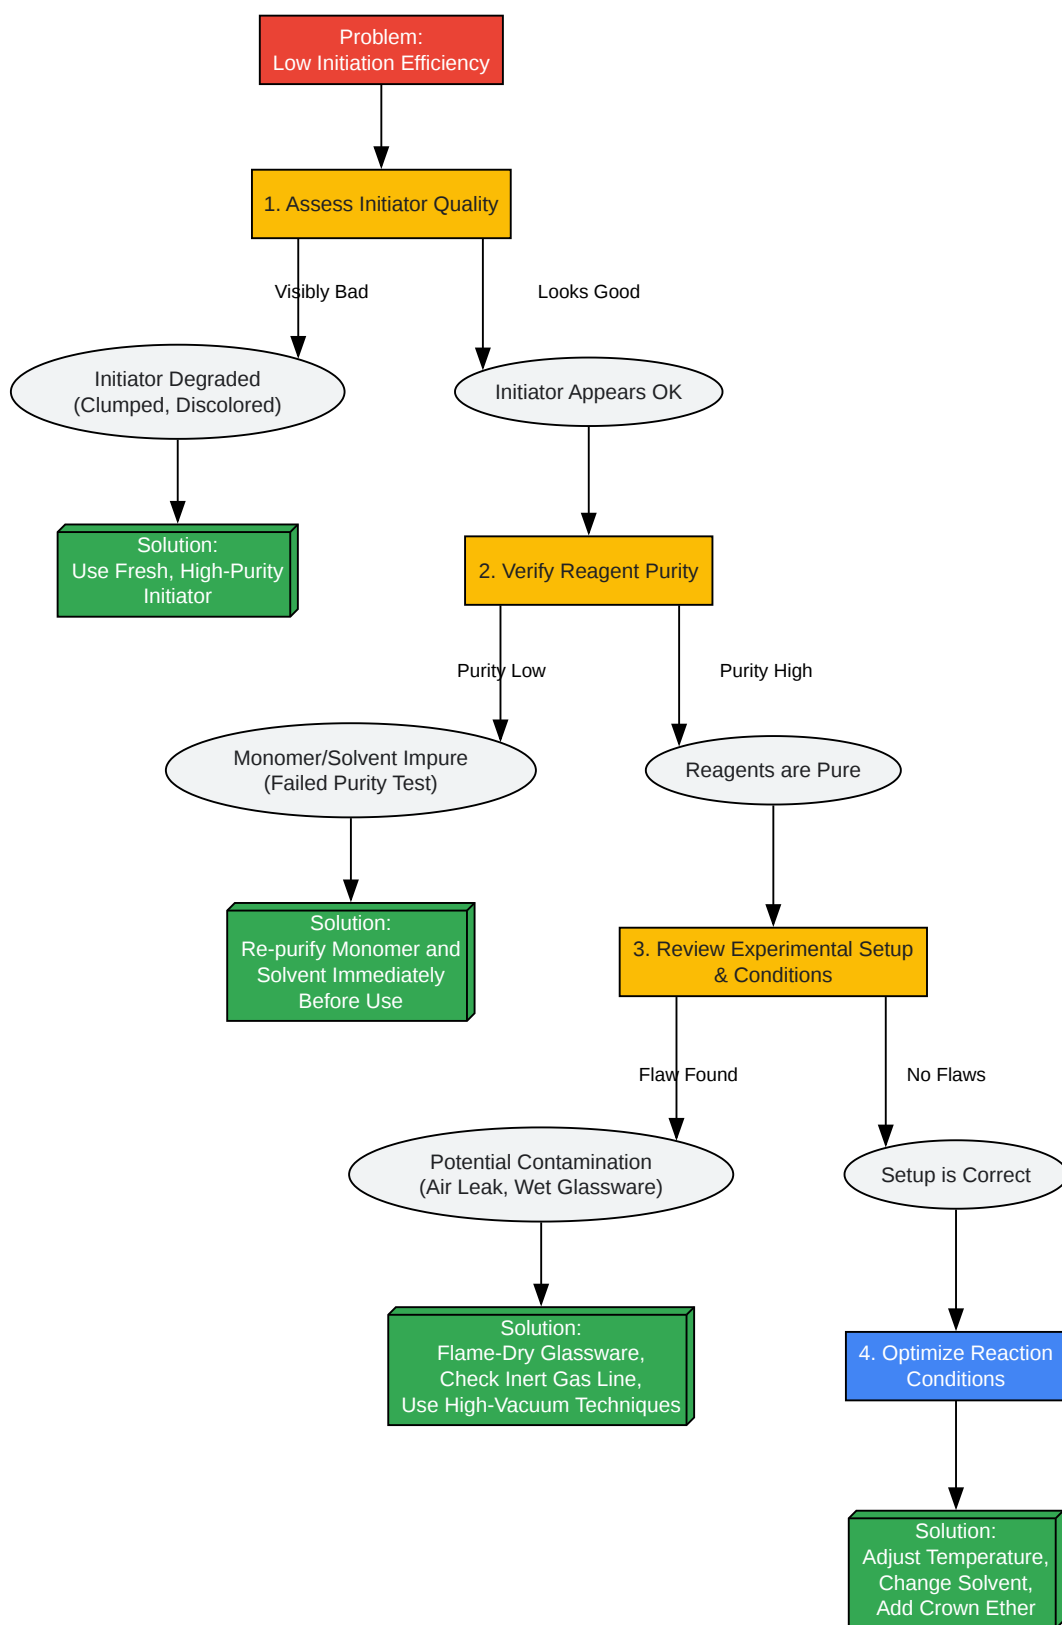 Problem:
Low Initiation Efficiency
1. Assess Initiator Quality
Visibly Bad
Looks Good
Initiator Degraded
(Clumped, Discolored)
Initiator Appears OK
Solution:
Use Fresh, High-Purity
Initiator
2. Verify Reagent Purity
Purity Low
Purity High
Monomer/Solvent Impure
(Failed Purity Test)
Reagents are Pure
Solution:
Re-purify Monomer and
Solvent Immediately
Before Use
3. Review Experimental Setup
& Conditions
Flaw Found
No Flaws
Potential Contamination
(Air Leak, Wet Glassware)
Setup is Correct
Solution:
Flame-Dry Glassware,
Check Inert Gas Line,
Use High-Vacuum Techniques
4. Optimize Reaction
Conditions
Solution:
Adjust Temperature,
Change Solvent,
Add Crown Ether